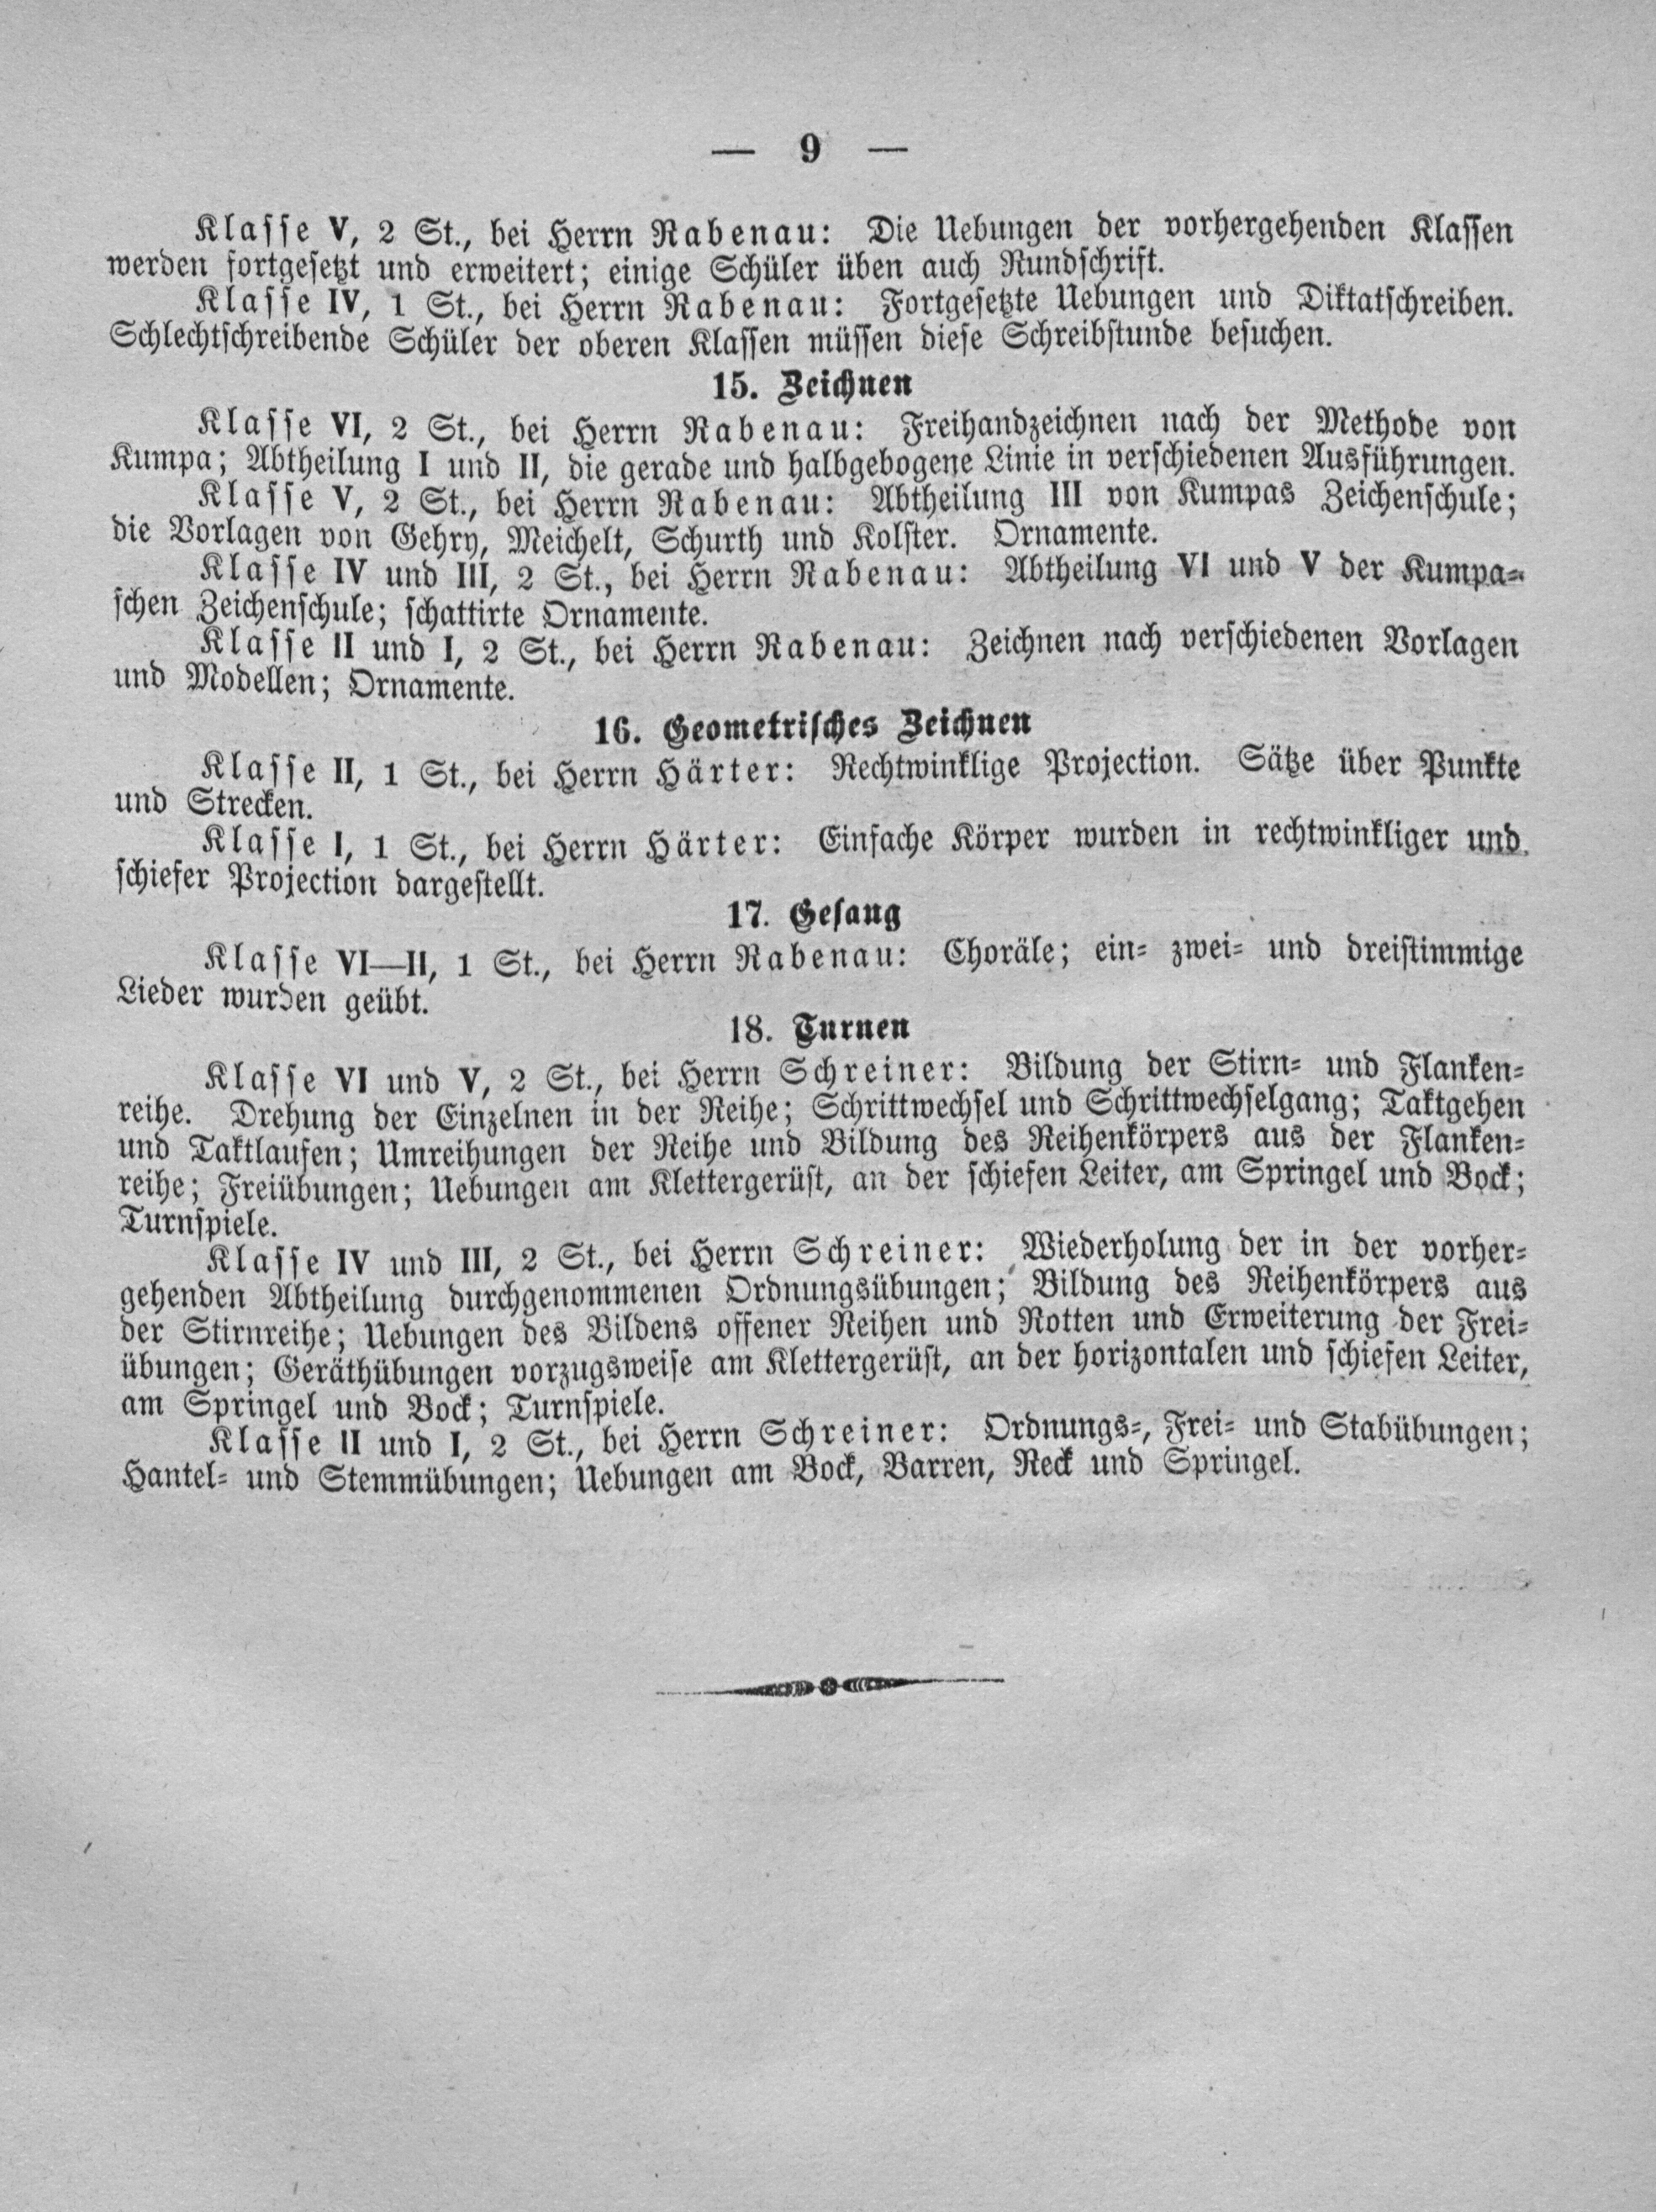 — 9 —
Klasse V, 2 St., bei Herrn Rabenau: Die Uebungen der vorhergehenden Klassen
werden fortgesetzt und erweitert; einige Schüler üben auch Rundschrift.
Klasse IV, 1 St., bei Herrn Rabenau: Fortgesetzte Uebungen und Diktatschreiben.
Schlechtschreibende Schüler der oberen Klassen müssen diese Schreibstunde besuchen.
15. Zeichnen
Klasse VI, 2 St., bei Herrn Rabenau: Freihandzeichnen nach der Methode von
Kumpa; Abtheilung I und II, die gerade und halbgebogene Linie in verschiedenen Ausführungen.
Klasse V, 2 St., bei Herrn Rabenau: Abtheilung III von Kumpas Zeichenschule;
die Vorlagen von Gehry, Meichelt, Schurth und Kolster. Ornamente.
Klasse IV und III, 2 St., bei Herrn Rabenau: Abtheilung VI und V der Kumpa-
schen Zeichenschule; schattirte Ornamente.
Klasse II und I, 2 St., bei Herrn Rabenau: Zeichnen nach verschiedenen Vorlagen
und Modellen; Ornamente.
16. Geometrisches Zeichnen
Klasse II, 1 St., bei Herrn Härter: Rechtwinklige Projection. Sätze über Punkte
und Strecken.
Klasse I, 1 St., bei Herrn Härter: Einfache Körper wurden in rechtwinkliger und
schiefer Projection dargestellt.
17. Gesang
Klasse VI—II, 1 St., bei Herrn Rabenau: Choräle; ein- zwei- und dreistimmige
Lieder wurden geübt.
18. Turnen
Klasse VI und V, 2 St., bei Herrn Schreiner: Bildung der Stirn- und Flanken-
reihe. Drehung der Einzelnen in der Reihe; Schrittwechsel und Schrittwechselgang; Taktgehen
und Taktlaufen; Umreihungen der Reihe und Bildung des Reihenkörpers aus der Flanken-
reihe; Freiübungen; Uebungen am Klettergerüst, an der schiefen Leiter, am Springel und Bock;
Turnspiele.
Klasse IV und III, 2 St., bei Herrn Schreiner: Wiederholung der in der vorher-
gehenden Abtheilung durchgenommenen Ordnungsübungen; Bildung des Reihenkörpers aus
der Stirnreihe; Uebungen des Bildens offener Reihen und Rotten und Erweiterung der Frei-
übungen; Geräthübungen vorzugsweise am Klettergerüst, an der horizontalen und schiefen Leiter,
am Springel und Bock; Turnspiele.
Klasse II und I, 2 St., bei Herrn Schreiner: Ordnungs-, Frei- und Stabübungen;
Hantel- und Stemmübungen; Uebungen am Bock, Barren, Reck und Springel.